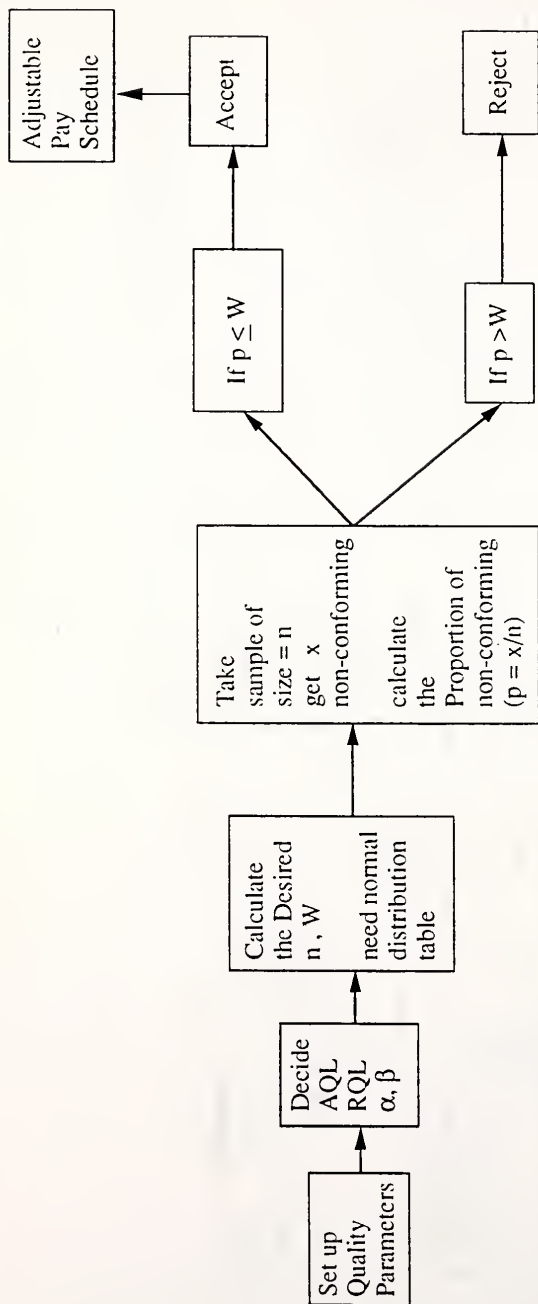 Set up
Quality
Parameters
Decide
AQL
RQL
α, β
Calculate
the Desired
n , W
need normal
distribution
table
Take
sample of
size = n
get x
non-conforming
calculate
the
Proportion of
non-conforming
(p = x/n)
If p ≤ W
Accept
Adjustable
Pay
Schedule
If p >W
Reject